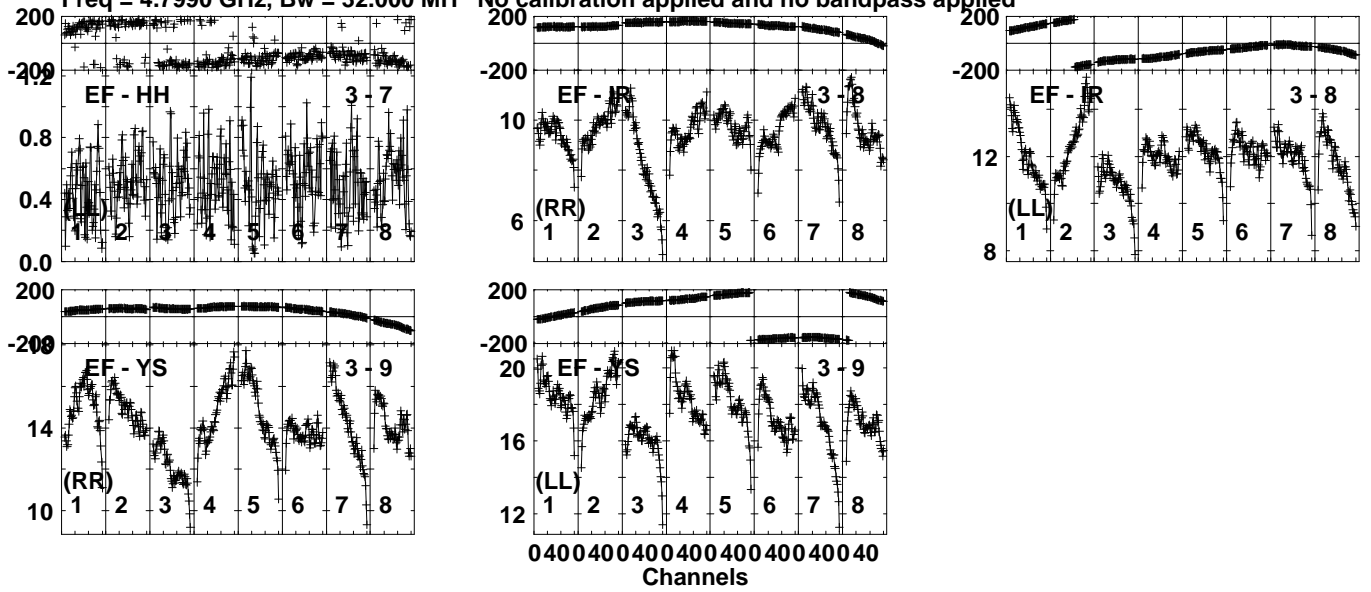 Freq = 4.7990 GHz, Bw = 32.000 MH No calibration applied and no bandpass applied
200 200 200
-200 -200 -200
1.2
EF - HH 3 - 7 EF - IR 3 - 8 EF - IR 3 - 8
0.8 10 12
0.4 6 8
0.0
(LL) (RR) (LL)
1 2 3 4 5 6 7 8 1 2 3 4 5 6 7 8 1 2 3 4 5 6 7 8
200 200
-200 -200
18 20
EF - YS 3 - 9 EF - YS 3 - 9
14 16
10 12
(RR) (LL)
1 2 3 4 5 6 7 8 1 2 3 4 5 6 7 8
0 40 0 40 0 40 0 40 0 40 0 40 0 40 0 40
Channels